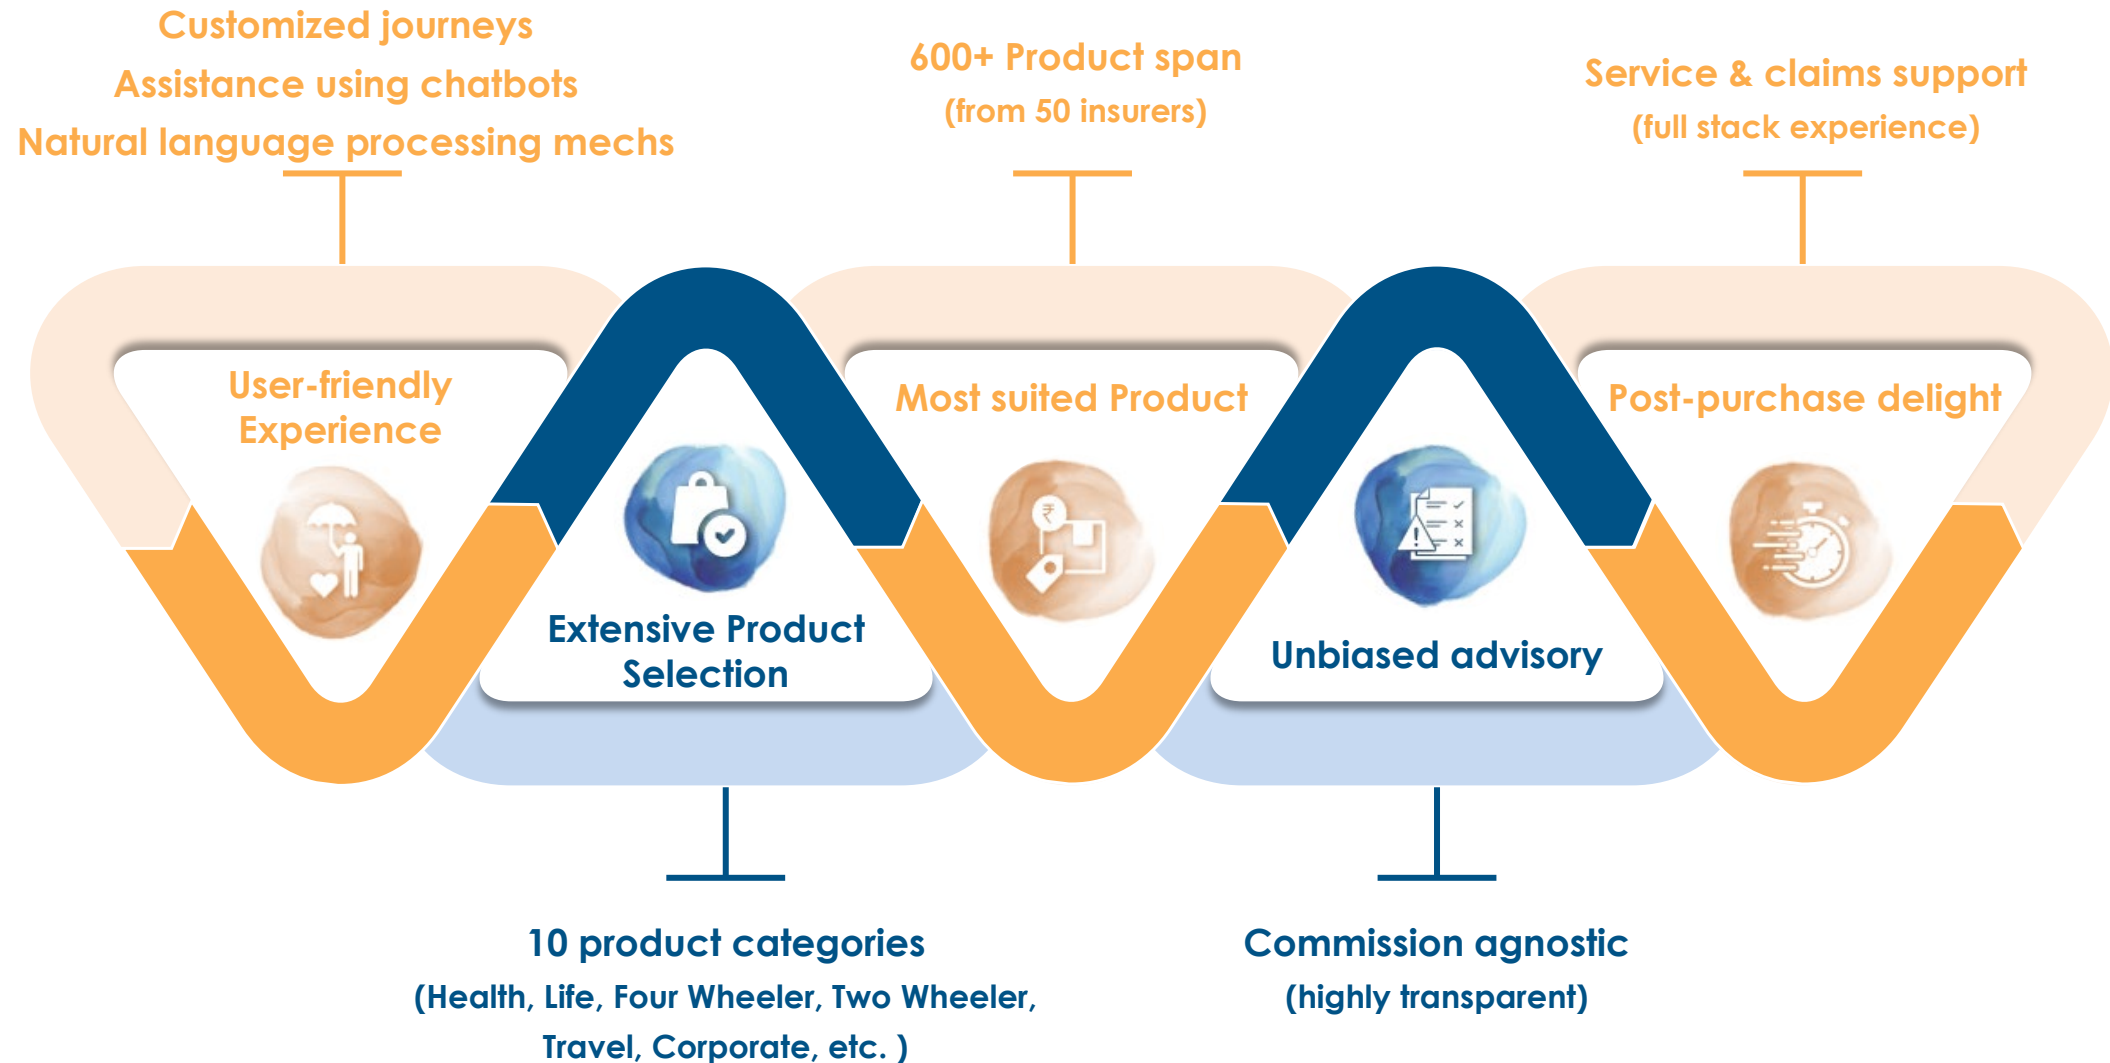 Customized journeys
Assistance using chatbots
Natural language processing mechs
600+ Product span
(from 50 insurers)
Service & claims support
(full stack experience)
User-friendly
Experience
Extensive Product
Selection
Most suited Product
Unbiased advisory
Post-purchase delight
₹
10 product categories
(Health, Life, Four Wheeler, Two Wheeler,
Travel, Corporate, etc. )
Commission agnostic
(highly transparent)